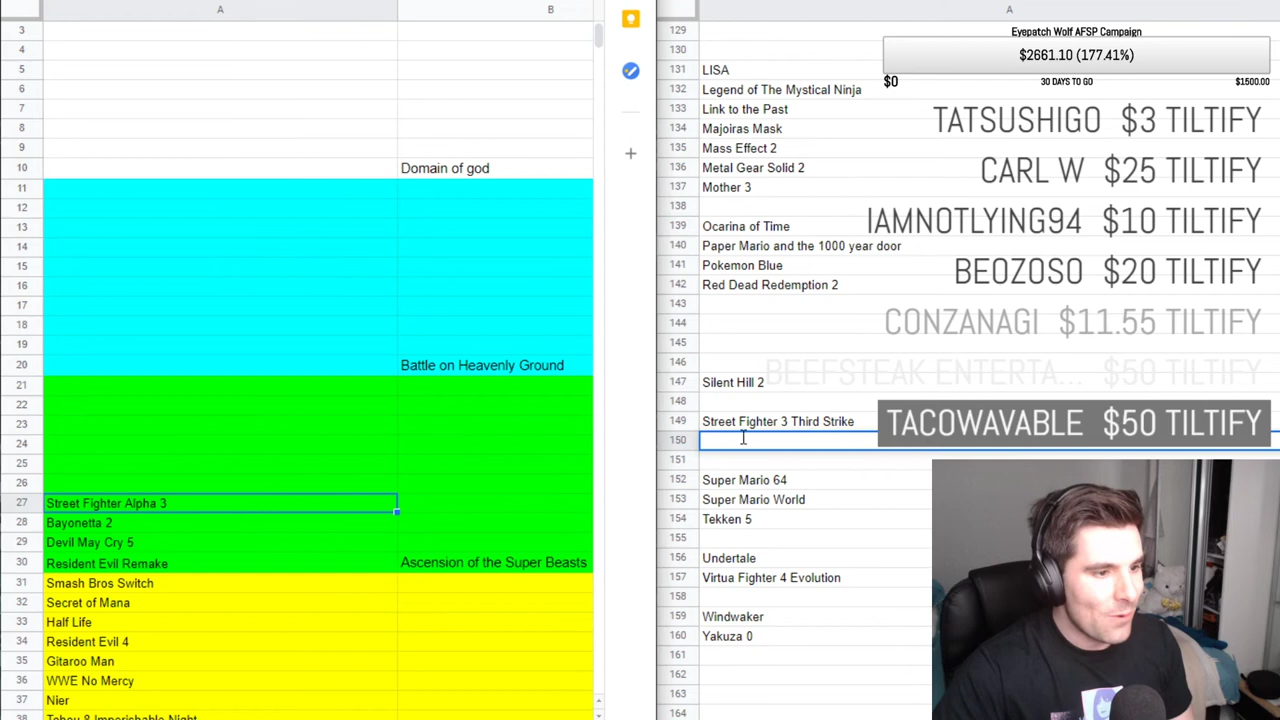 A
B
3
4
5
6
7
8
9
10 Domain of god
11
12
13
14
15
16
17
18
19
20 Battle on Heavenly Ground
21
22
23
24
25
26
27 Street Fighter Alpha 3
28 Bayonetta 2
29 Devil May Cry 5
30 Resident Evil Remake Ascension of the Super Beasts
31 Smash Bros Switch
32 Secret of Mana
33 Half Life
34 Resident Evil 4
35 Gitaroo Man
36 WWE No Mercy
37 Nier
38 Tohou 8 Imperishable Night
A
129
130
131 LISA
132 Legend of The Mystical Ninja
133 Link to the Past
134 Majoiras Mask
135 Mass Effect 2
136 Metal Gear Solid 2
137 Mother 3
138
139 Ocarina of Time
140 Paper Mario and the 1000 year door
141 Pokemon Blue
142 Red Dead Redemption 2
143
144
145
146
147 Silent Hill 2
148
149 Street Fighter 3 Third Strike
150
151
152 Super Mario 64
153 Super Mario World
154 Tekken 5
155
156 Undertale
157 Virtua Fighter 4 Evolution
158
159 Windwaker
160 Yakuza 0
161
162
163
164
Eyepatch Wolf AFSP Campaign
$2661.10 (177.41%)
$0 30 DAYS TO GO $1500.00
TATSUSHIGO $3 TILTIFY
CARL W $25 TILTIFY
IAMNOTLYING94 $10 TILTIFY
BEOZOSO $20 TILTIFY
CONZANAGI $11.55 TILTIFY
BEEFSTEAK ENTERTA... $50 TILTIFY
TACOWAVABLE $50 TILTIFY